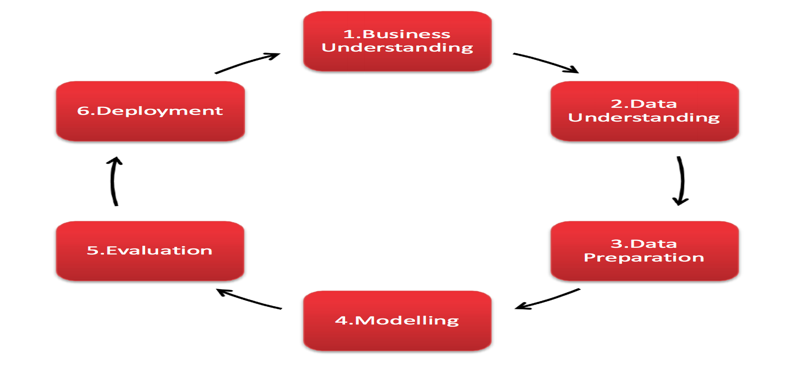 1.Business
Understanding
2.Data
Understanding
3.Data
Preparation
4.Modelling
5.Evaluation
6.Deployment